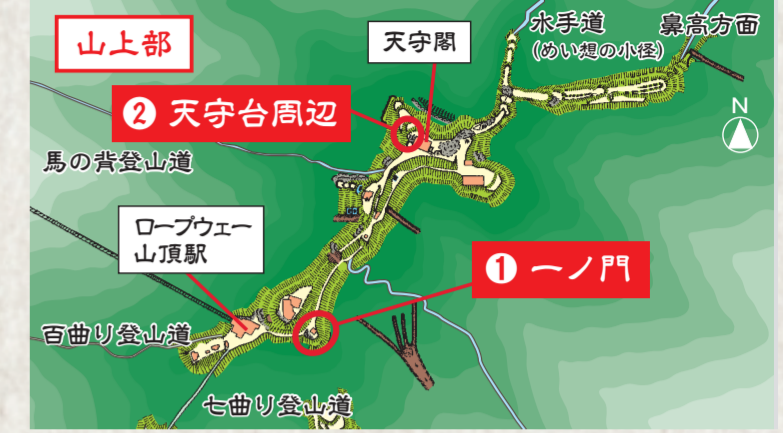 山上部
天守閣
水手道
(めい想の小径)
鼻高方面
❷ 天守台周辺
N
馬の背登山道
ロープウェー
山頂駅
❶ 一ノ門
百曲り登山道
七曲り登山道